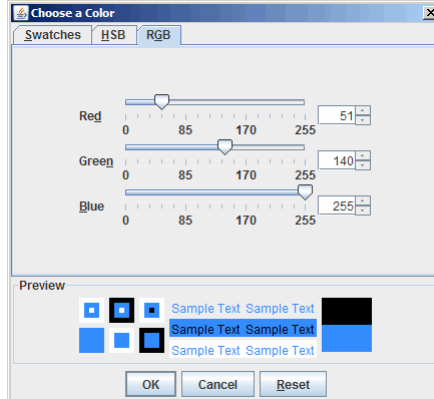 Choose a Color
Swatches HSB RGB
Red 51
0 85 170 255
Green 140
0 85 170 255
Blue 255
0 85 170 255
Preview
Sample Text Sample Text
Sample Text Sample Text
Sample Text Sample Text
OK Cancel Reset